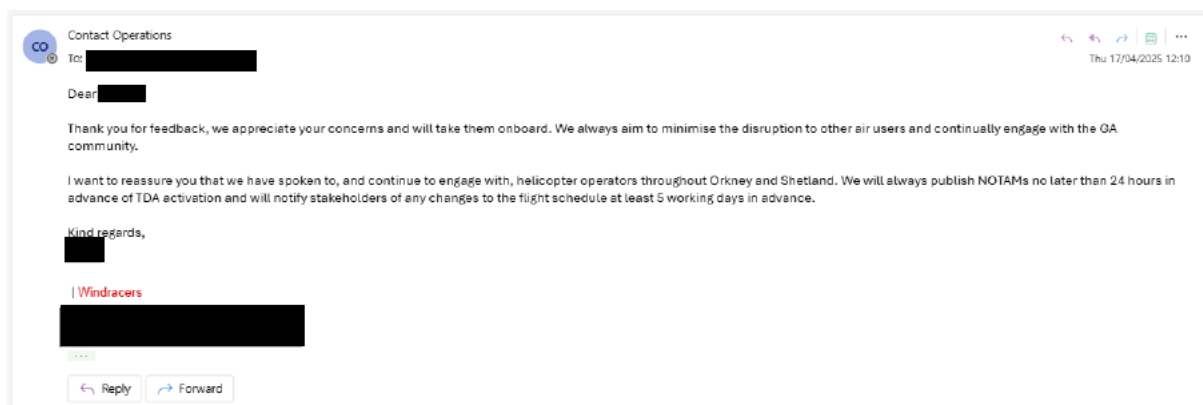 CO
Contact Operations
To:
Thu 17/04/2025 12:10
Dear
Thank you for feedback, we appreciate your concerns and will take them onboard. We always aim to minimise the disruption to other air users and continually engage with the GA
community.
I want to reassure you that we have spoken to, and continue to engage with, helicopter operators throughout Orkney and Shetland. We will always publish NOTAMs no later than 24 hours in
advance of TDA activation and will notify stakeholders of any changes to the flight schedule at least 5 working days in advance.
Kind regards,
| Windracers
...
Reply Forward